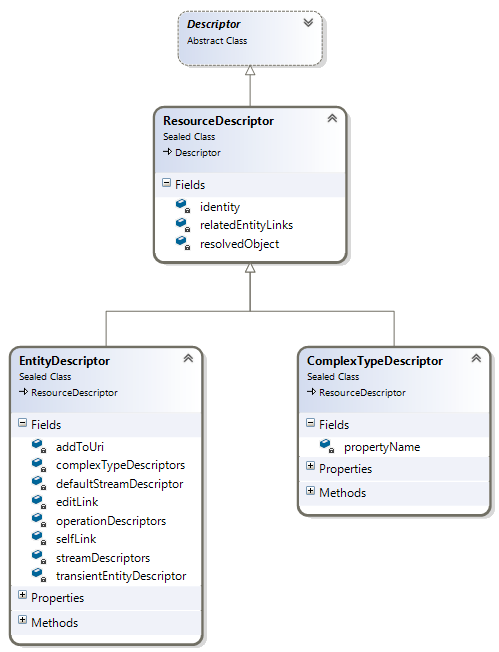 Descriptor
Abstract Class
ResourceDescriptor
Sealed Class
Descriptor
Fields
identity
relatedEntityLinks
resolvedObject
EntityDescriptor
Sealed Class
ResourceDescriptor
Fields
addToUri
complexTypeDescriptors
defaultStreamDescriptor
editLink
operationDescriptors
selfLink
streamDescriptors
transientEntityDescriptor
Properties
Methods
ComplexTypeDescriptor
Sealed Class
ResourceDescriptor
Fields
propertyName
Properties
Methods